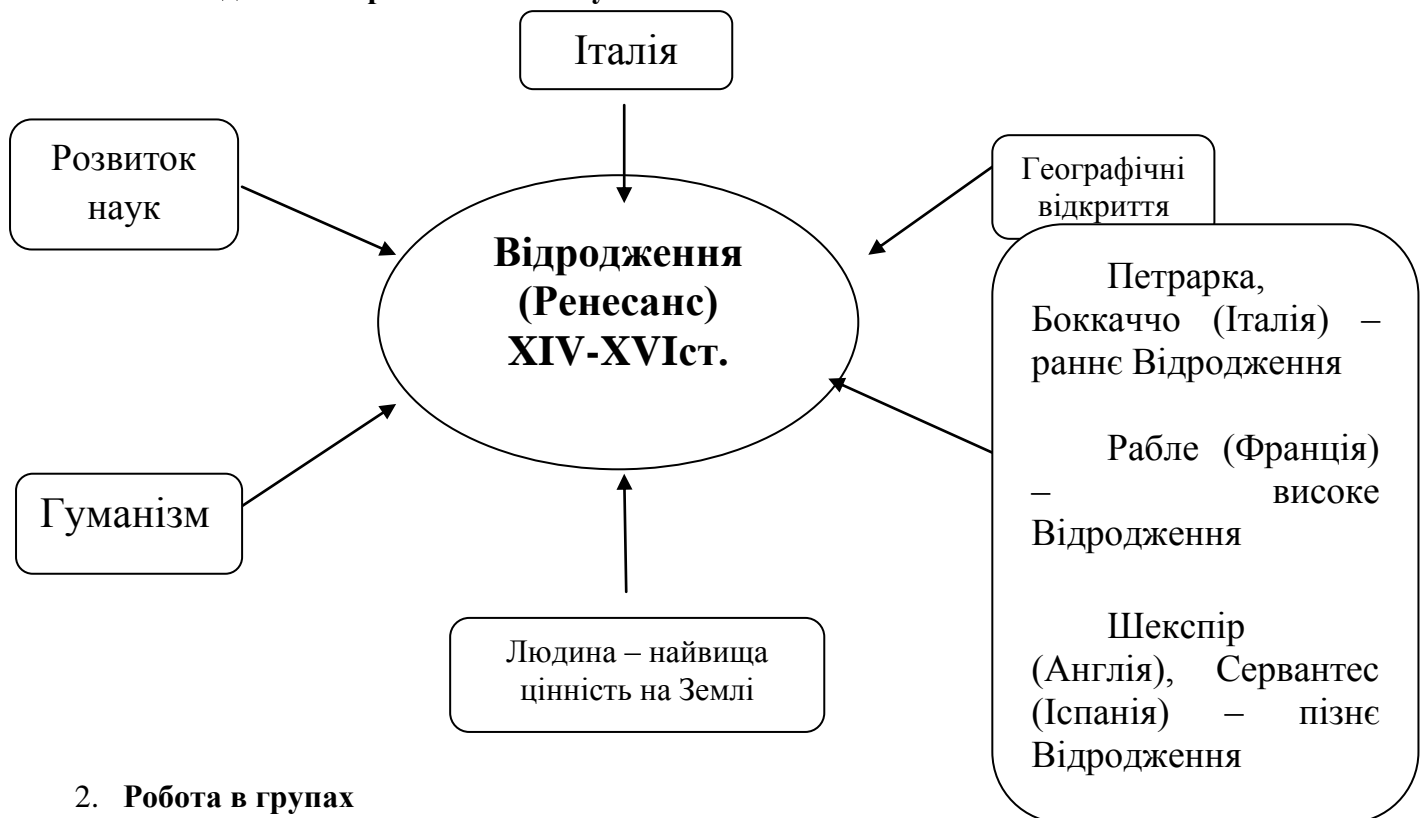 Італія
Розвиток
наук
Географічні
відкриття
Відродження
(Ренесанс)
XIV-XVIст.
Петрарка,
Боккаччо (Італія) –
раннє Відродження
Рабле (Франція)
– високе
Відродження
Шекспір
(Англія), Сервантес
(Іспанія) – пізнє
Відродження
Гуманізм
Людина – найвища
цінність на Землі
2. Робота в групах